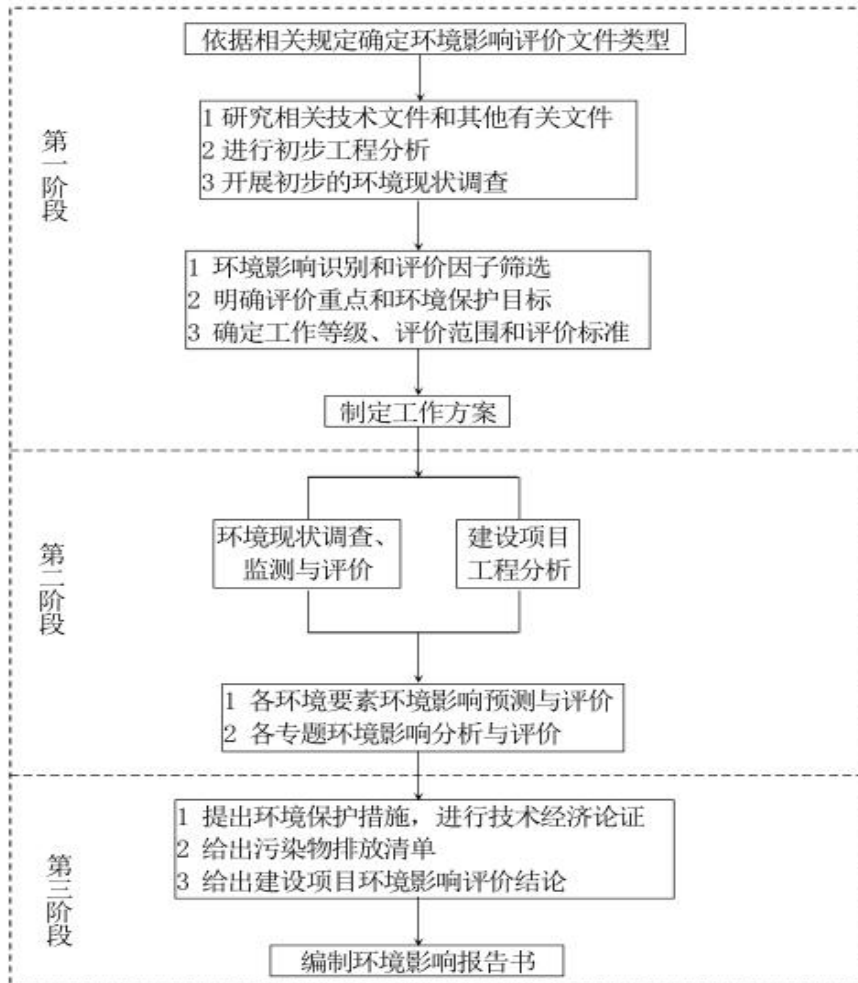 依据相关规定确定环境影响评价文件类型
第一阶段
1 研究相关技术文件和其他有关文件
2 进行初步工程分析
3 开展初步的环境现状调查
1 环境影响识别和评价因子筛选
2 明确评价重点和环境保护目标
3 确定工作等级、评价范围和评价标准
制定工作方案
第二阶段
环境现状调查、
监测与评价
建设项目
工程分析
1 各环境要素环境影响预测与评价
2 各专题环境影响分析与评价
第三阶段
1 提出环境保护措施，进行技术经济论证
2 给出污染物排放清单
3 给出建设项目环境影响评价结论
编制环境影响报告书